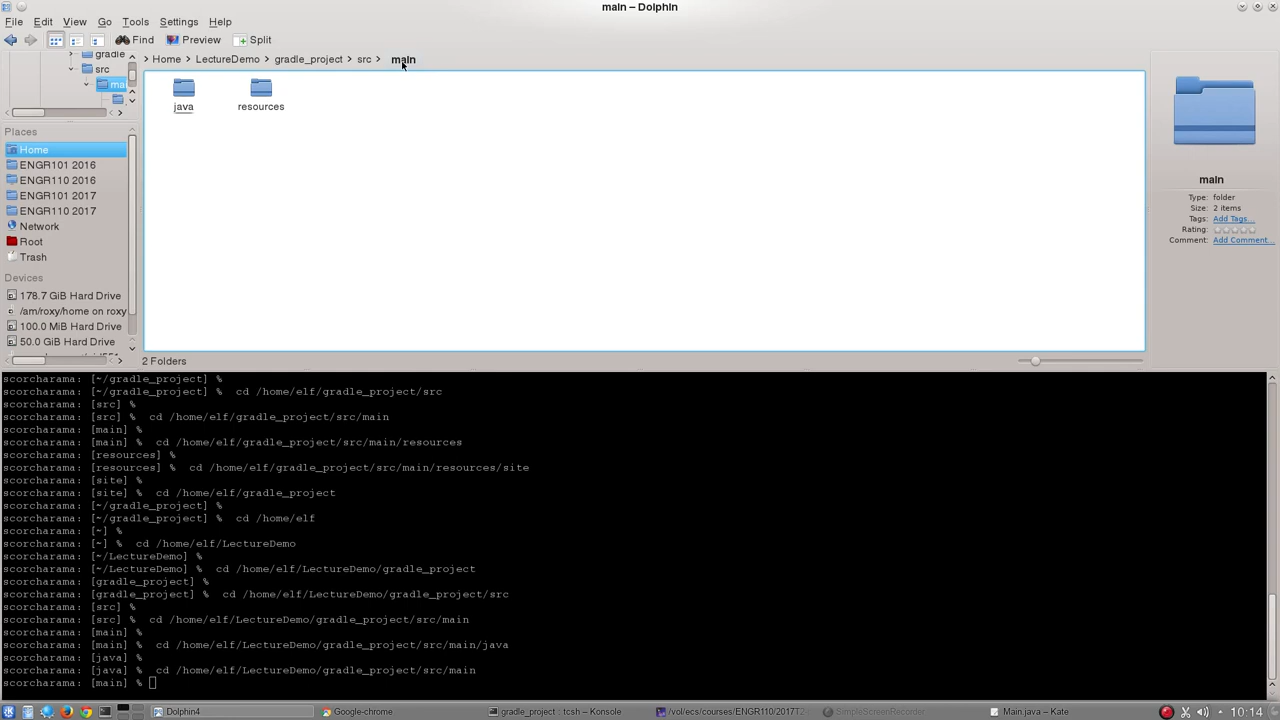 main – Dolphin
File Edit View Go Tools Settings Help
Find Preview Split
gradle
src
Home LectureDemo gradle_project src main
java resources
Places
Home
ENGR101 2016
ENGR110 2016
ENGR101 2017
ENGR110 2017
Network
Root
Trash
Devices
178.7 GiB Hard Drive
/am/roxy/home on roxy
100.0 MiB Hard Drive
50.0 GiB Hard Drive
main
Type: folder
Size: 2 items
Tags: Add Tags...
Rating:
Comment: Add Comment...
2 Folders
scorcharama: [~/gradle_project] %
scorcharama: [~/gradle_project] % cd /home/elf/gradle_project/src
scorcharama: [src] %
scorcharama: [src] % cd /home/elf/gradle_project/src/main
scorcharama: [main] %
scorcharama: [main] % cd /home/elf/gradle_project/src/main/resources
scorcharama: [resources] %
scorcharama: [resources] % cd /home/elf/gradle_project/src/main/resources/site
scorcharama: [site] %
scorcharama: [site] % cd /home/elf/gradle_project
scorcharama: [~/gradle_project] %
scorcharama: [~/gradle_project] % cd /home/elf
scorcharama: [~] %
scorcharama: [~] % cd /home/elf/LectureDemo
scorcharama: [~/LectureDemo] %
scorcharama: [~/LectureDemo] % cd /home/elf/LectureDemo/gradle_project
scorcharama: [gradle_project] %
scorcharama: [gradle_project] % cd /home/elf/LectureDemo/gradle_project/src
scorcharama: [src] %
scorcharama: [src] % cd /home/elf/LectureDemo/gradle_project/src/main
scorcharama: [main] %
scorcharama: [main] % cd /home/elf/LectureDemo/gradle_project/src/main/java
scorcharama: [java] %
scorcharama: [java] % cd /home/elf/LectureDemo/gradle_project/src/main
scorcharama: [main] %
Dolphin4 Google-chrome gradle_project : tcsh – Konsole /vol/ecs/courses/ENGR110/2017T2 SimpleScreenRecorder Main.java – Kate 10:14